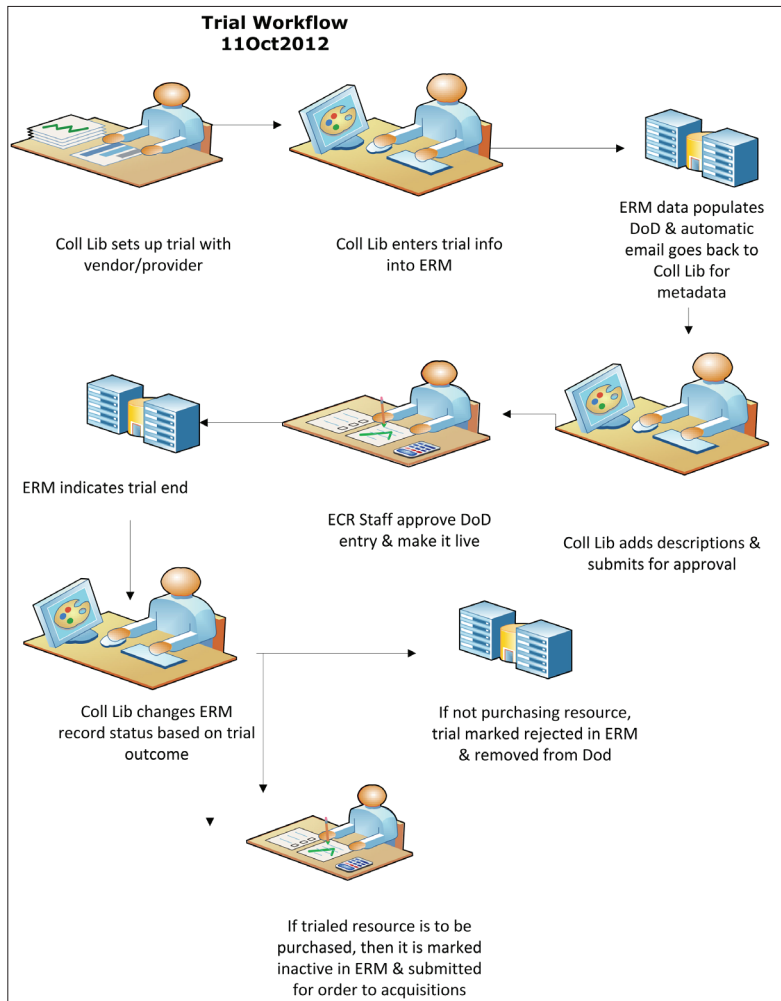 Trial Workflow
11Oct2012
Coll Lib sets up trial with
vendor/provider
Coll Lib enters trial info
into ERM
ERM data populates
DoD & automatic
email goes back to
Coll Lib for
metadata
Coll Lib adds descriptions &
submits for approval
ECR Staff approve DoD
entry & make it live
ERM indicates trial end
Coll Lib changes ERM
record status based on trial
outcome
If not purchasing resource,
trial marked rejected in ERM
& removed from Dod
If trialed resource is to be
purchased, then it is marked
inactive in ERM & submitted
for order to acquisitions